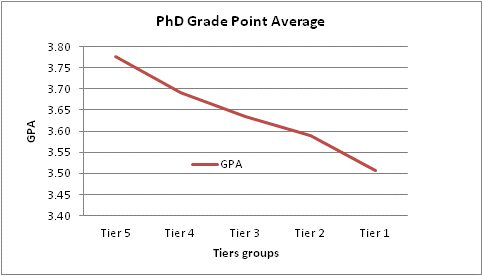 PhD Grade Point Average
3.80
3.75
3.70
3.65
3.60
3.55
3.50
3.45
3.40
GPA
GPA
Tier 5 Tier 4 Tier 3 Tier 2 Tier 1
Tiers groups